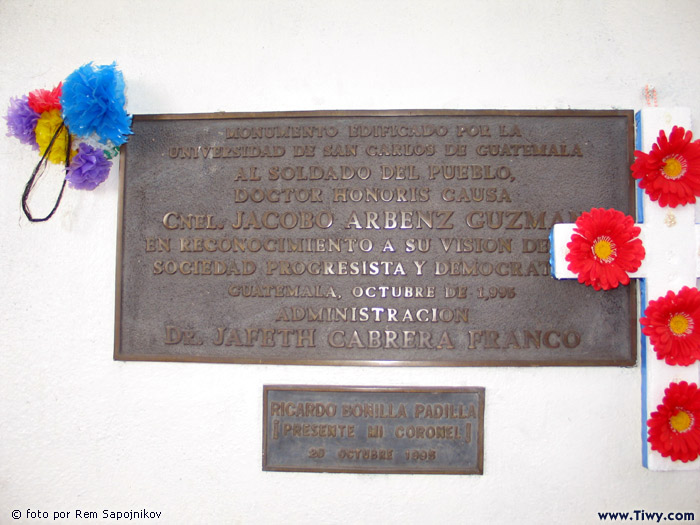 MONUMENTO EDIFICADO POR LA
UNIVERSIDAD DE SAN CARLOS DE GUATEMALA
AL SOLDADO DEL PUEBLO,
DOCTOR HONORIS CAUSA
CNEL. JACOBO ARBENZ GUZMAN
EN RECONOCIMIENTO A SU VISION DE
SOCIEDAD PROGRESISTA Y DEMOCRAT
GUATEMALA, OCTUBRE DE 1,995
ADMINISTRACION
DR. JAFETH CABRERA FRANCO
RICARDO BONILLA PADILLA
[PRESENTE MI CORONEL]
20 OCTUBRE 1995
© foto por Rem Sapojnikov
www.Tiwy.com